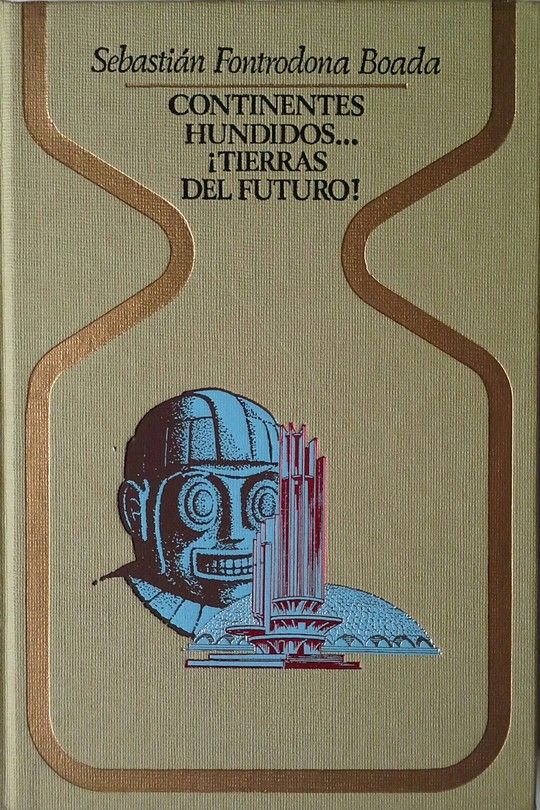 Sebastián Fontrodona Boada
CONTINENTES
HUNDIDOS...
¡TIERRAS
DEL FUTURO!